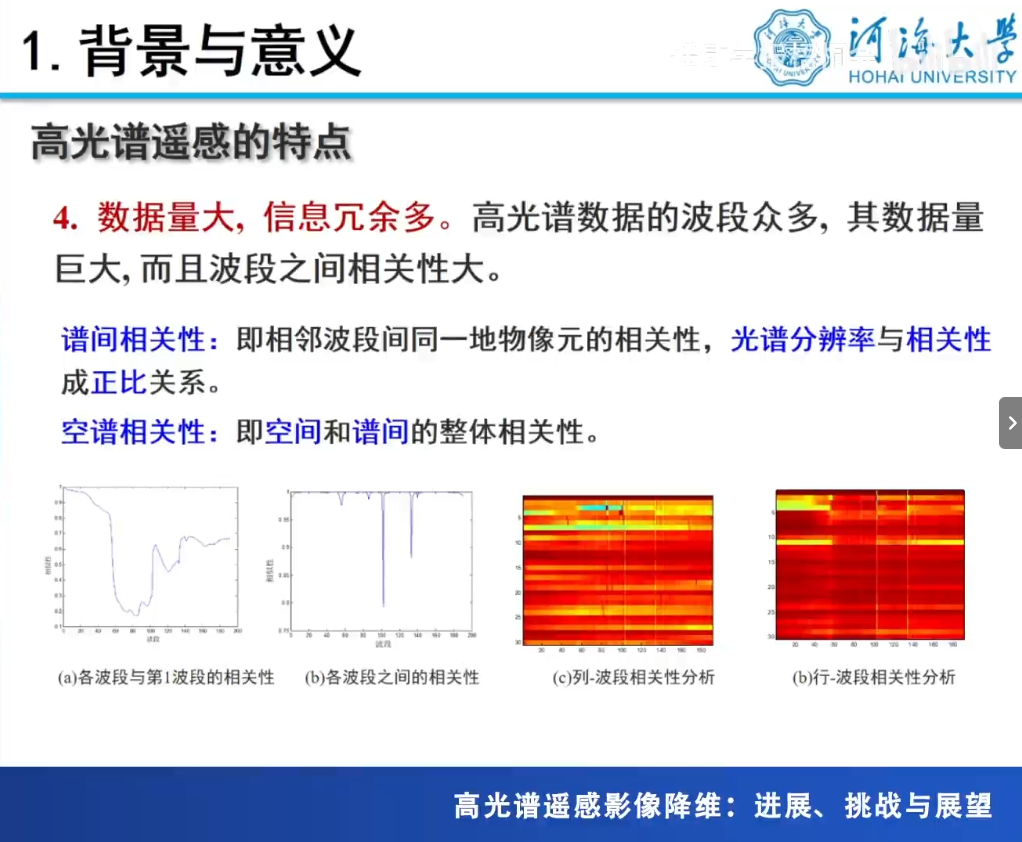 1. 背景与意义
河海大学
HOHAI UNIVERSITY
高光谱遥感的特点
4. 数据量大, 信息冗余多。高光谱数据的波段众多, 其数据量
巨大, 而且波段之间相关性大。
谱间相关性：即相邻波段间同一地物像元的相关性，光谱分辨率与相关性
成正比关系。
空谱相关性：即空间和谱间的整体相关性。
波段
波段
(a)各波段与第1波段的相关性
(b)各波段之间的相关性
(c)列-波段相关性分析
(b)行-波段相关性分析
高光谱遥感影像降维：进展、挑战与展望